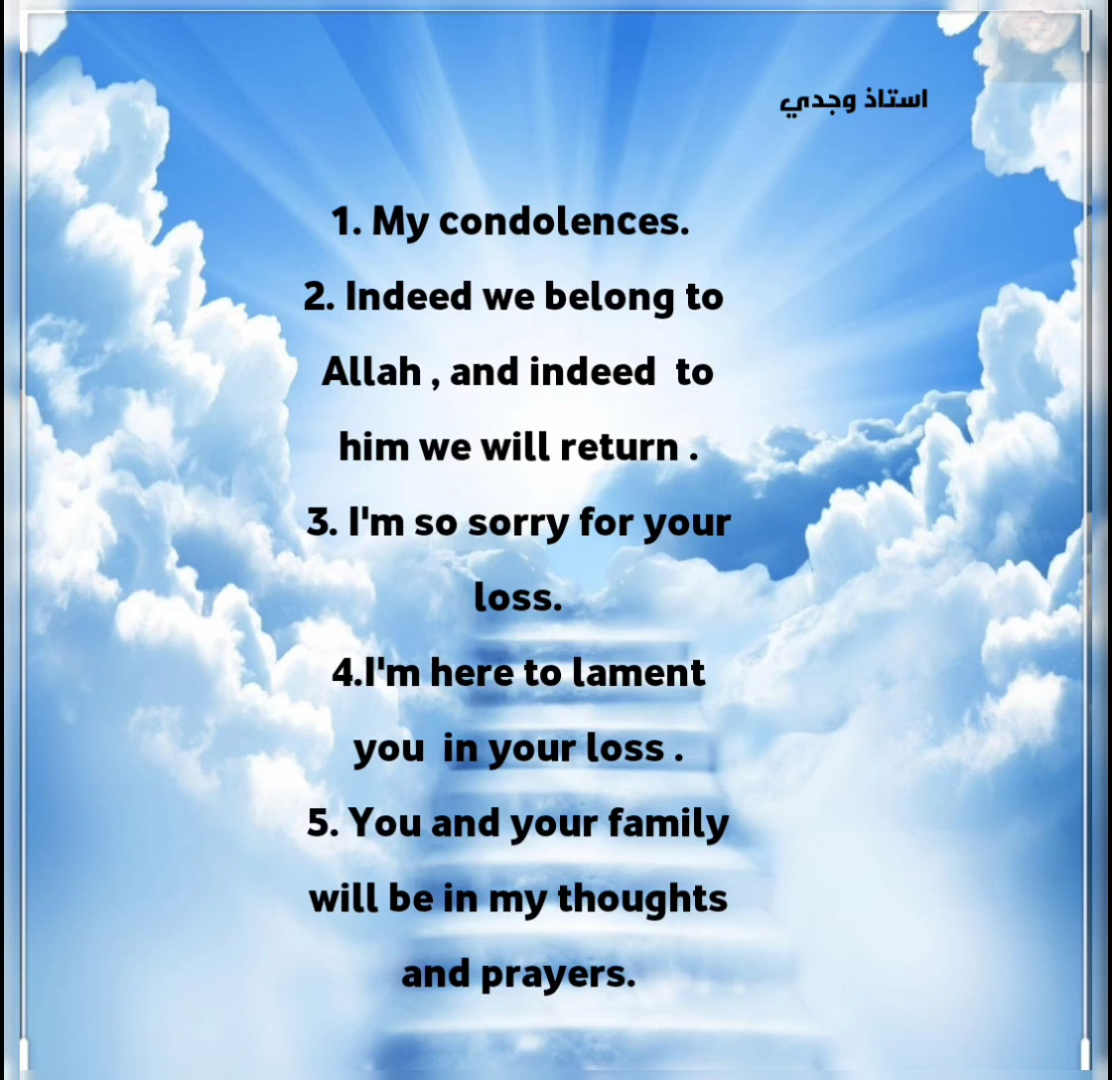 استاذ وجدي
1. My condolences.
2. Indeed we belong to
Allah , and indeed  to
him we will return .
3. I'm so sorry for your
loss.
4.I'm here to lament
you  in your loss .
5. You and your family
will be in my thoughts
and prayers.